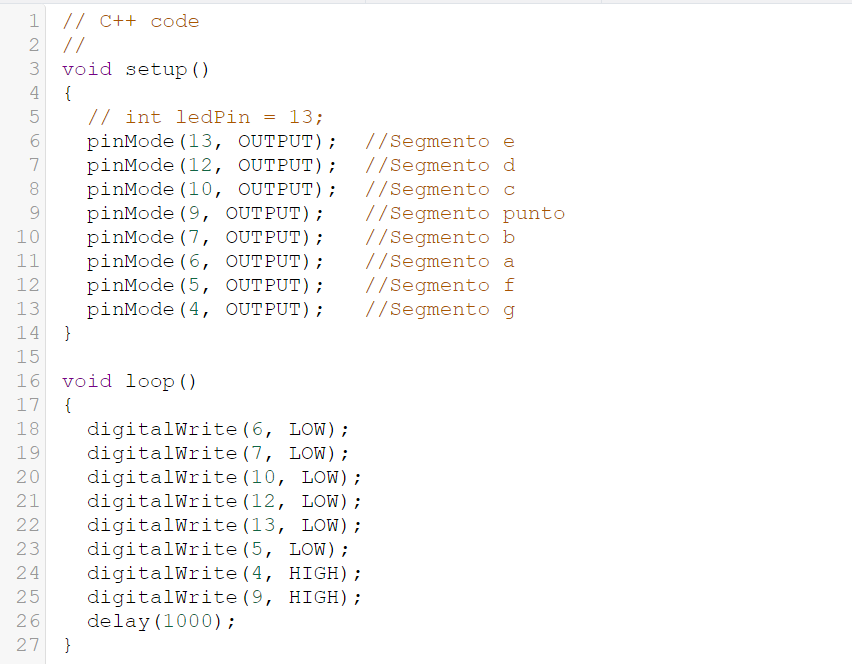 1 // C++ code
2 //
3 void setup()
4 {
5   // int ledPin = 13;
6   pinMode(13, OUTPUT);  //Segmento e
7   pinMode(12, OUTPUT);  //Segmento d
8   pinMode(10, OUTPUT);  //Segmento c
9   pinMode(9, OUTPUT);   //Segmento punto
10   pinMode(7, OUTPUT);   //Segmento b
11   pinMode(6, OUTPUT);   //Segmento a
12   pinMode(5, OUTPUT);   //Segmento f
13   pinMode(4, OUTPUT);   //Segmento g
14 }
15
16 void loop()
17 {
18   digitalWrite(6, LOW);
19   digitalWrite(7, LOW);
20   digitalWrite(10, LOW);
21   digitalWrite(12, LOW);
22   digitalWrite(13, LOW);
23   digitalWrite(5, LOW);
24   digitalWrite(4, HIGH);
25   digitalWrite(9, HIGH);
26   delay(1000);
27 }